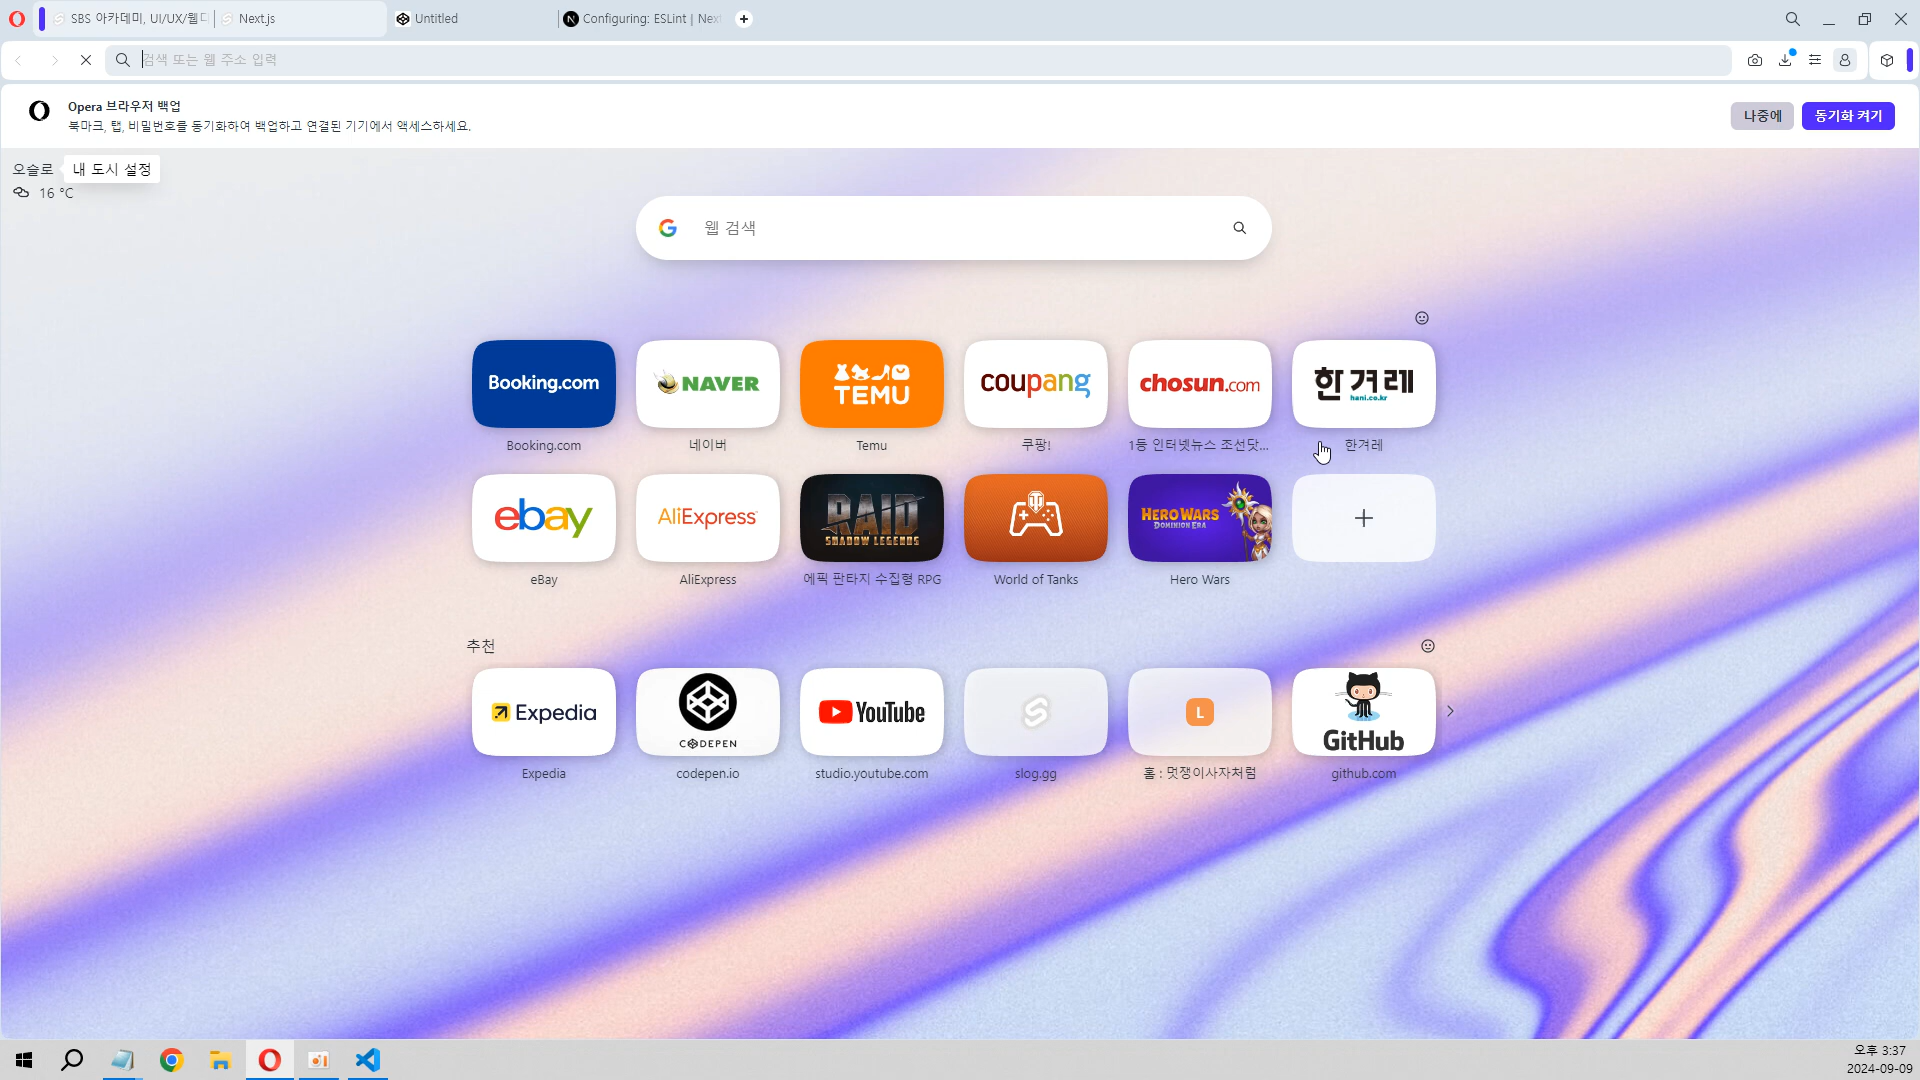 SBS 아카데미, UI/UX/웹디
Next.js
Untitled
Configuring: ESLint | Nex
검색 또는 웹 주소 입력
Opera 브라우저 백업
북마크, 탭, 비밀번호를 동기화하여 백업하고 연결된 기기에서 액세스하세요.
나중에
동기화 켜기
오슬로
내 도시 설정
16 °C
웹 검색
Booking.com
NAVER
TEMU
coupang
chosun.com
한겨레
hani.co.kr
Booking.com
네이버
Temu
쿠팡!
1등 인터넷뉴스 조선닷...
한겨레
ebay
AliExpress
RAID
SHADOW LEGENDS
HERO WARS
DOMINION ERA
eBay
AliExpress
에픽 판타지 수집형 RPG
World of Tanks
Hero Wars
추천
Expedia
CODEPEN
YouTube
L
GitHub
Expedia
codepen.io
studio.youtube.com
slog.gg
홈 : 멋쟁이사자처럼
github.com
오후 3:37
2024-09-09